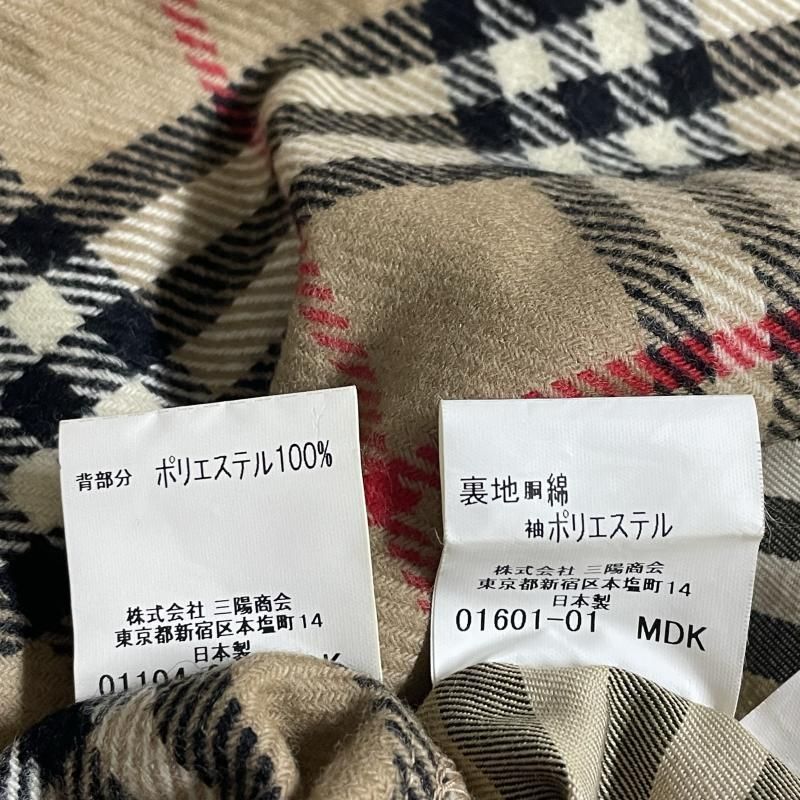 背部分 ポリエステル100%
株式会社 三陽商会
東京都新宿区本塩町14
日本製
01104
裏地胴綿
袖ポリエステル
株式会社 三陽商会
東京都新宿区本塩町14
日本製
01601-01 MDK